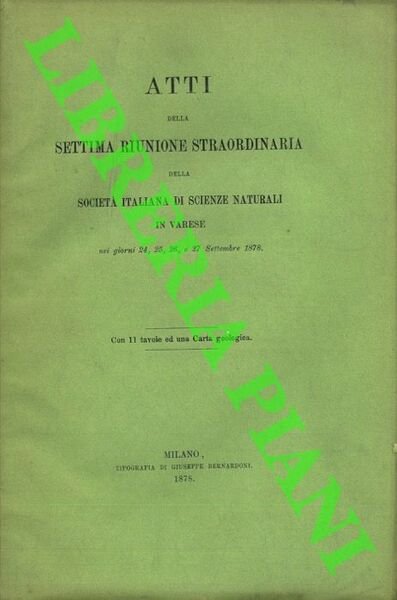 ATTI
DELLA
SETTIMA RIUNIONE STRAORDINARIA
DELLA
SOCIETÀ ITALIANA DI SCIENZE NATURALI
IN VARESE
nei giorni 24, 25, 26, e 27 Settembre 1878.
Con 11 tavole ed una Carta geologica.
MILANO,
TIPOGRAFIA DI GIUSEPPE BERNARDONI.
1878.
LIBRERIA PIANI